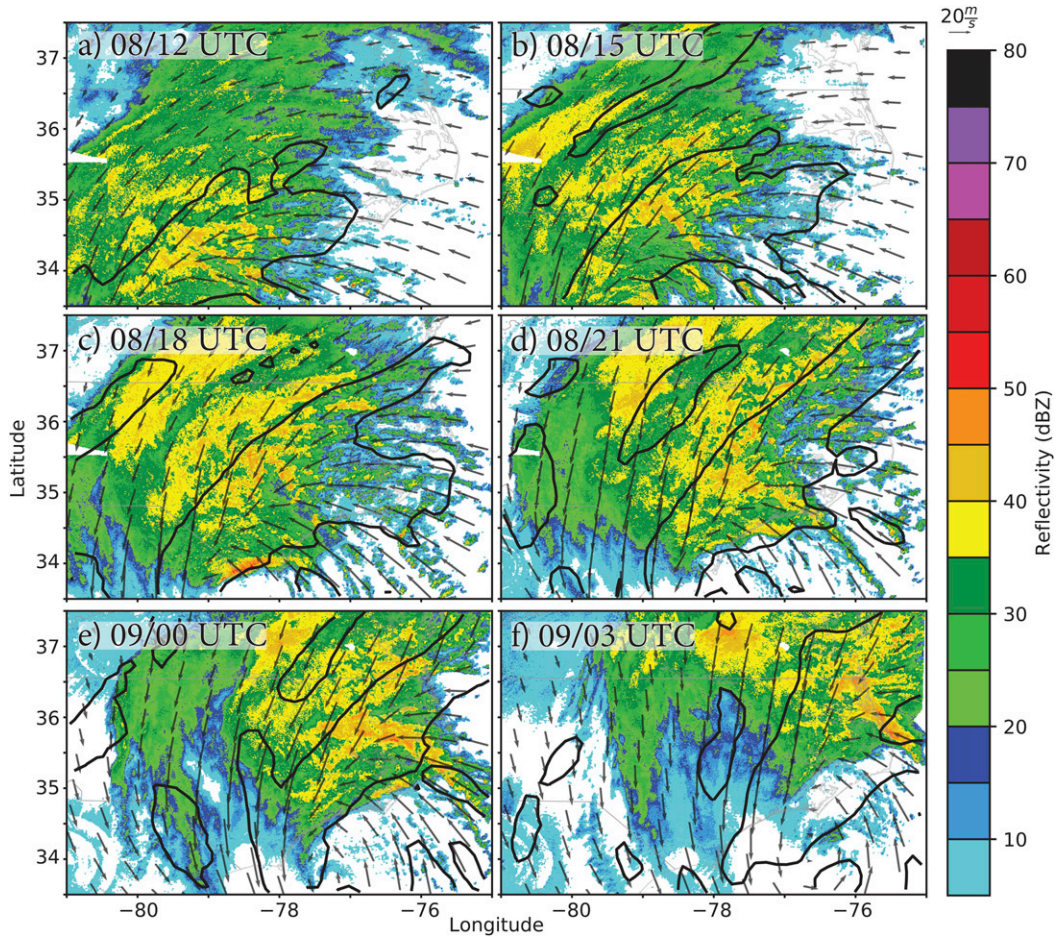 20 m/s
a) 08/12 UTC
b) 08/15 UTC
37
36
35
34
c) 08/18 UTC
d) 08/21 UTC
37
36
35
34
e) 09/00 UTC
f) 09/03 UTC
37
36
35
34
−80
−78
−76
−80
−78
−76
Latitude
Longitude
80
70
60
50
40
30
20
10
Reflectivity (dBZ)